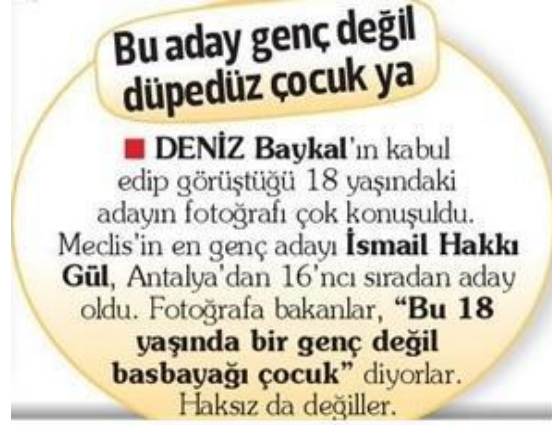 Bu aday genç değil
düpedüz çocuk ya
DENİZ Baykal'ın kabul
edip görüştüğü 18 yaşındaki
adayın fotoğrafı çok konuşuldu.
Meclis'in en genç adayı İsmail Hakkı
Gül, Antalya'dan 16'ncı sıradan aday
oldu. Fotoğrafa bakanlar, “Bu 18
yaşında bir genç değil
basbayağı çocuk” diyorlar.
Haksız da değiller.